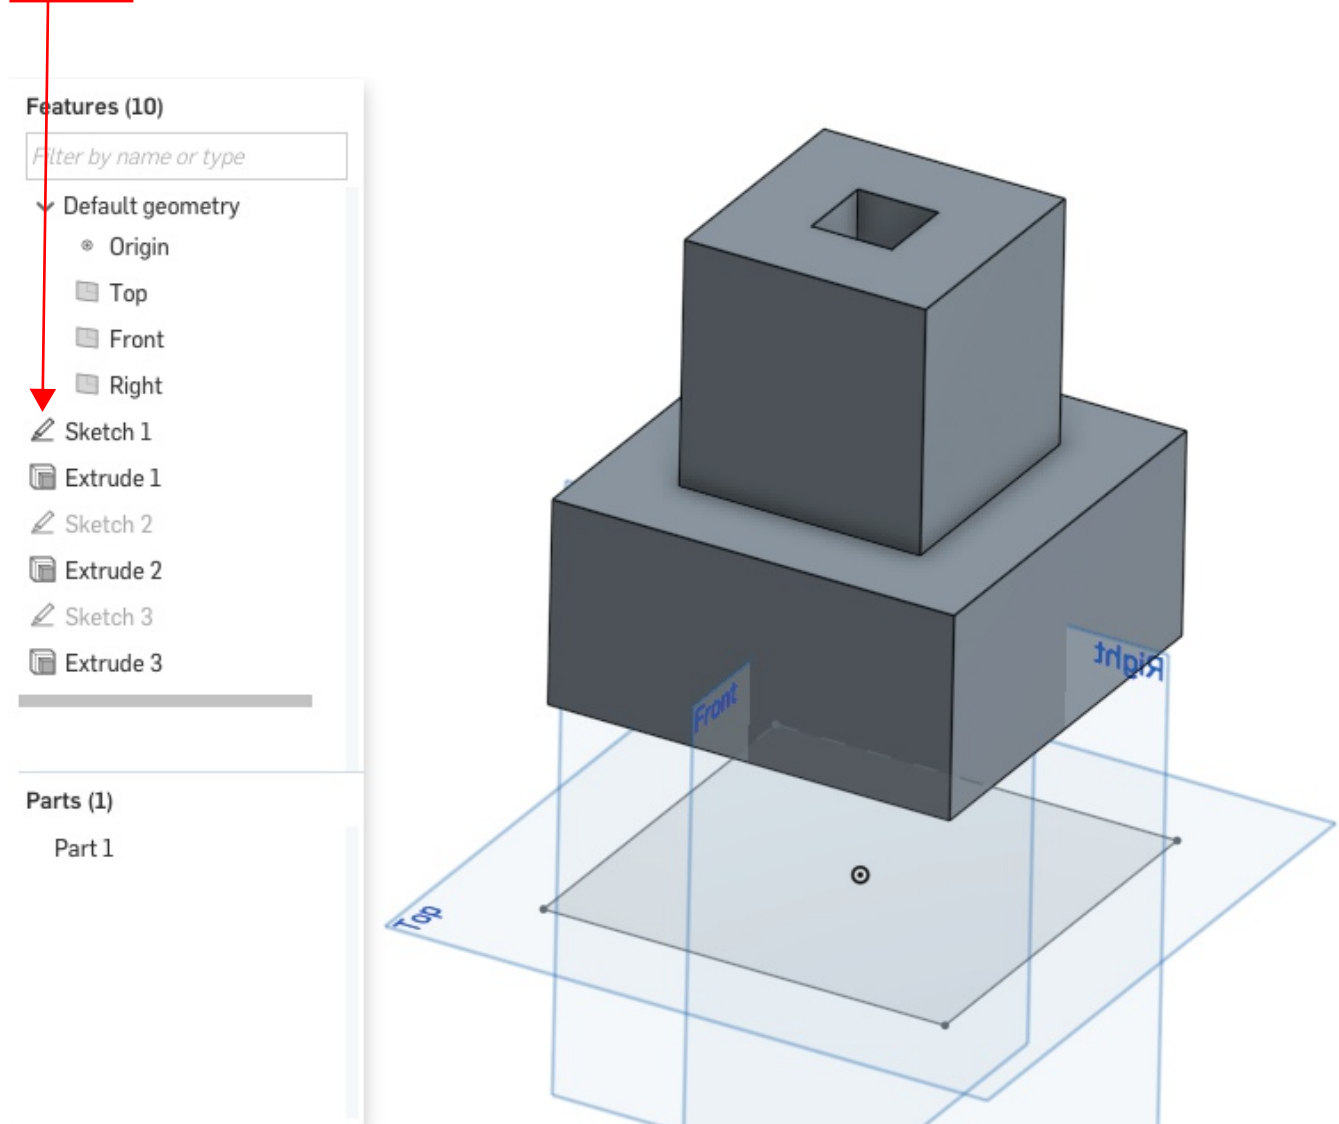 Features (10)
Filter by name or type
Default geometry
Origin
Top
Front
Right
Sketch 1
Extrude 1
Sketch 2
Extrude 2
Sketch 3
Extrude 3
Parts (1)
Part 1
Right
Front
Top